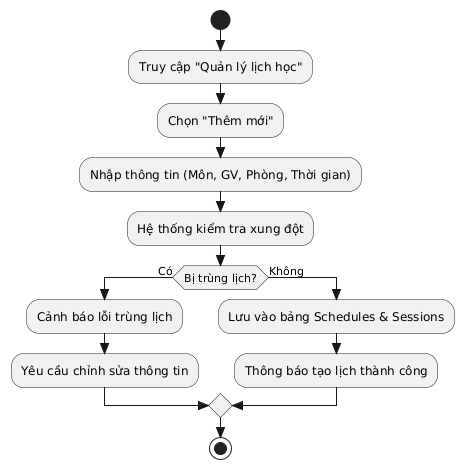 Truy cập "Quản lý lịch học"
Chọn "Thêm mới"
Nhập thông tin (Môn, GV, Phòng, Thời gian)
Hệ thống kiểm tra xung đột
Có
Bị trùng lịch?
Không
Cảnh báo lỗi trùng lịch
Lưu vào bảng Schedules & Sessions
Yêu cầu chỉnh sửa thông tin
Thông báo tạo lịch thành công